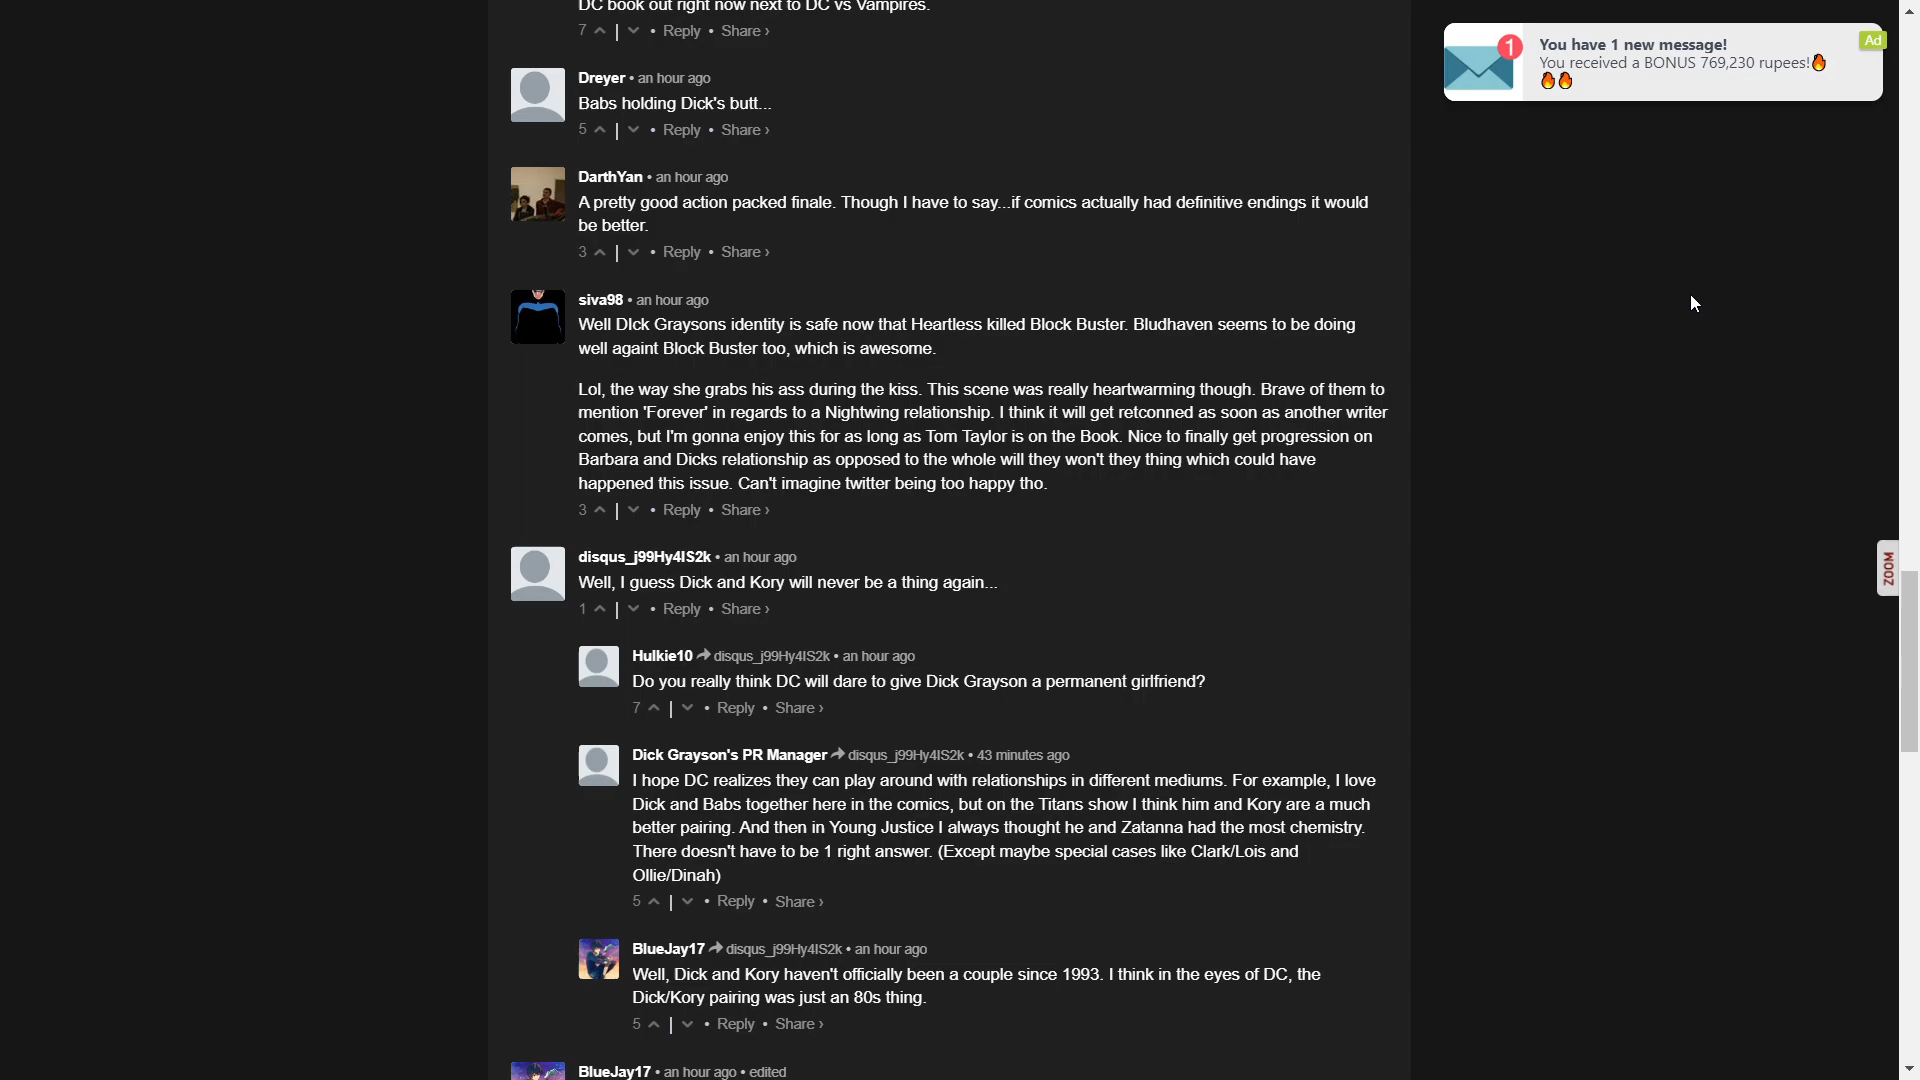 DC book out right now next to DC vs Vampires.
7 | • Reply • Share ›
Dreyer • an hour ago
Babs holding Dick's butt...
5 | • Reply • Share ›
DarthYan • an hour ago
A pretty good action packed finale. Though I have to say...if comics actually had definitive endings it would
be better.
3 | • Reply • Share ›
siva98 • an hour ago
Well DIck Graysons identity is safe now that Heartless killed Block Buster. Bludhaven seems to be doing
well againt Block Buster too, which is awesome.
Lol, the way she grabs his ass during the kiss. This scene was really heartwarming though. Brave of them to
mention 'Forever' in regards to a Nightwing relationship. I think it will get retconned as soon as another writer
comes, but I'm gonna enjoy this for as long as Tom Taylor is on the Book. Nice to finally get progression on
Barbara and Dicks relationship as opposed to the whole will they won't they thing which could have
happened this issue. Can't imagine twitter being too happy tho.
3 | • Reply • Share ›
disqus_j99Hy4IS2k • an hour ago
Well, I guess Dick and Kory will never be a thing again...
1 | • Reply • Share ›
Hulkie10 disqus_j99Hy4IS2k • an hour ago
Do you really think DC will dare to give Dick Grayson a permanent girlfriend?
7 | • Reply • Share ›
Dick Grayson's PR Manager disqus_j99Hy4IS2k • 43 minutes ago
I hope DC realizes they can play around with relationships in different mediums. For example, I love
Dick and Babs together here in the comics, but on the Titans show I think him and Kory are a much
better pairing. And then in Young Justice I always thought he and Zatanna had the most chemistry.
There doesn't have to be 1 right answer. (Except maybe special cases like Clark/Lois and
Ollie/Dinah)
5 | • Reply • Share ›
BlueJay17 disqus_j99Hy4IS2k • an hour ago
Well, Dick and Kory haven't officially been a couple since 1993. I think in the eyes of DC, the
Dick/Kory pairing was just an 80s thing.
5 | • Reply • Share ›
BlueJay17 • an hour ago • edited
1
You have 1 new message!
Ad
You received a BONUS 769,230 rupees!🔥
🔥🔥
ZOOM